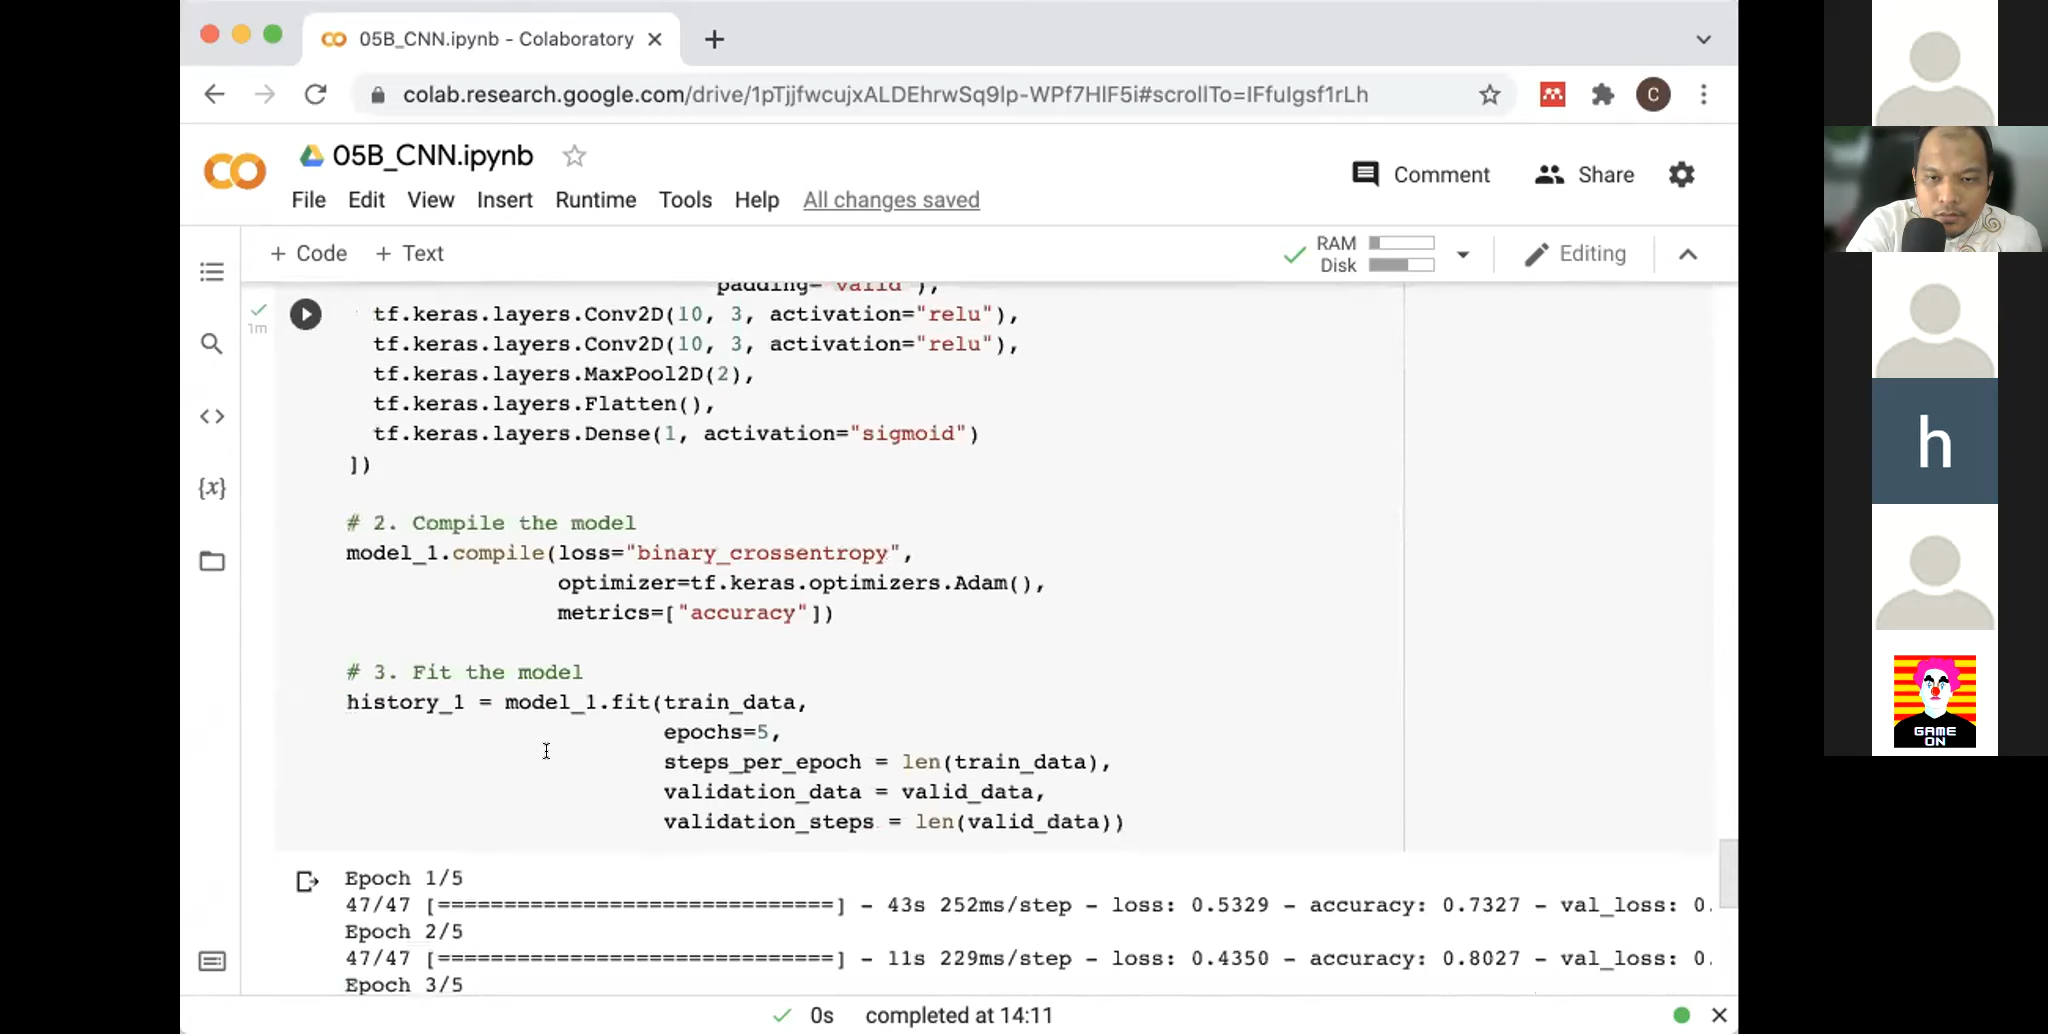 05B_CNN.ipynb - Colaboratory
colab.research.google.com/drive/1pTjjfwcujxALDEhrwSq9lp-WPf7HlF5i#scrollTo=IFfuIgsf1rLh
C
05B_CNN.ipynb
Comment
Share
File Edit View Insert Runtime Tools Help All changes saved
+ Code + Text
RAM
Disk
Editing
padding="valid"),
1m
tf.keras.layers.Conv2D(10, 3, activation="relu"),
tf.keras.layers.Conv2D(10, 3, activation="relu"),
tf.keras.layers.MaxPool2D(2),
tf.keras.layers.Flatten(),
tf.keras.layers.Dense(1, activation="sigmoid")
])
# 2. Compile the model
model_1.compile(loss="binary_crossentropy",
optimizer=tf.keras.optimizers.Adam(),
metrics=["accuracy"])
# 3. Fit the model
history_1 = model_1.fit(train_data,
epochs=5,
steps_per_epoch = len(train_data),
validation_data = valid_data,
validation_steps = len(valid_data))
Epoch 1/5
47/47 [==============================] - 43s 252ms/step - loss: 0.5329 - accuracy: 0.7327 - val_loss: 0.
Epoch 2/5
47/47 [==============================] - 11s 229ms/step - loss: 0.4350 - accuracy: 0.8027 - val_loss: 0.
Epoch 3/5
0s completed at 14:11
h
GAME
ON